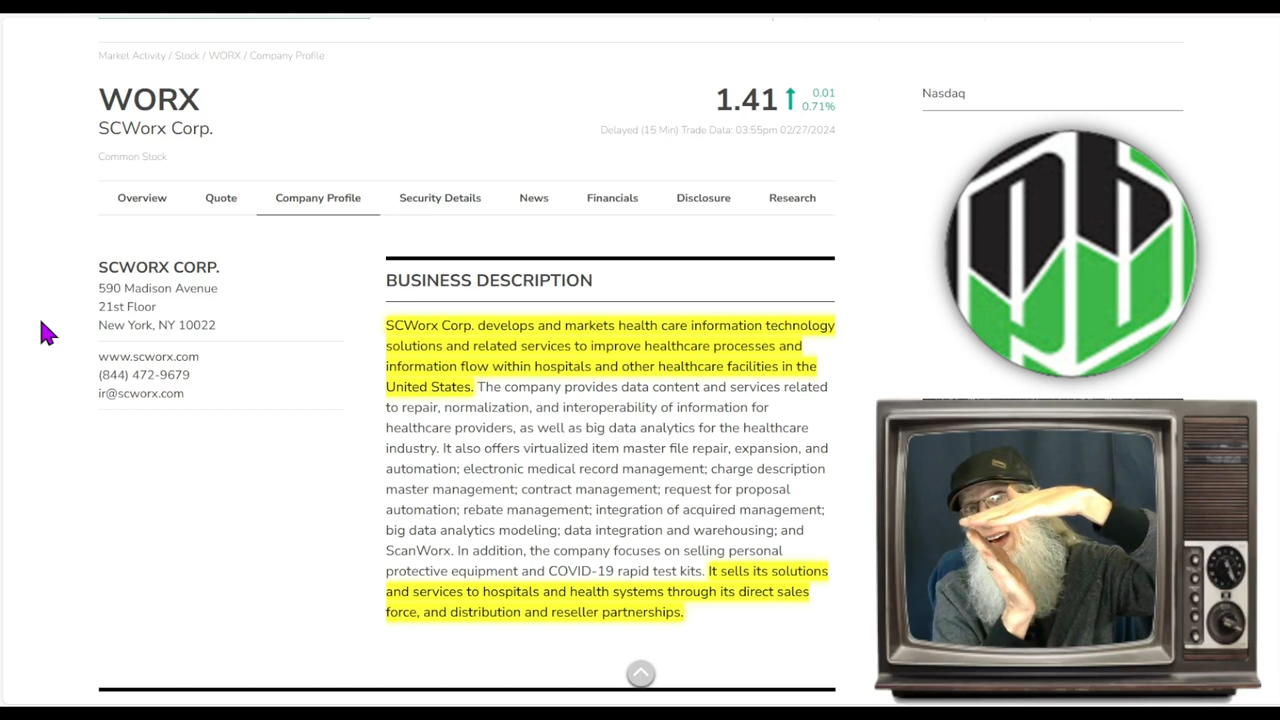 Market Activity / Stock / WORX / Company Profile
WORX
SCWorx Corp.
Common Stock
1.41
0.01
0.71%
Delayed (15 Min) Trade Data: 03:55pm 02/27/2024
Nasdaq
Overview Quote Company Profile Security Details News Financials Disclosure Research
SCWORX CORP.
590 Madison Avenue
21st Floor
New York, NY 10022
www.scworx.com
(844) 472-9679
ir@scworx.com
BUSINESS DESCRIPTION
SCWorx Corp. develops and markets health care information technology
solutions and related services to improve healthcare processes and
information flow within hospitals and other healthcare facilities in the
United States. The company provides data content and services related
to repair, normalization, and interoperability of information for
healthcare providers, as well as big data analytics for the healthcare
industry. It also offers virtualized item master file repair, expansion, and
automation; electronic medical record management; charge description
master management; contract management; request for proposal
automation; rebate management; integration of acquired management;
big data analytics modeling; data integration and warehousing; and
ScanWorx. In addition, the company focuses on selling personal
protective equipment and COVID-19 rapid test kits. It sells its solutions
and services to hospitals and health systems through its direct sales
force, and distribution and reseller partnerships.